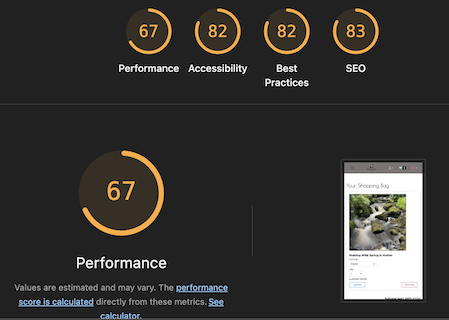 67
82
82
83
Performance
Accessibility
Best
Practices
SEO
67
Performance
Values are estimated and may vary. The performance
score is calculated directly from these metrics. See
calculator.
Your Shopping Bag